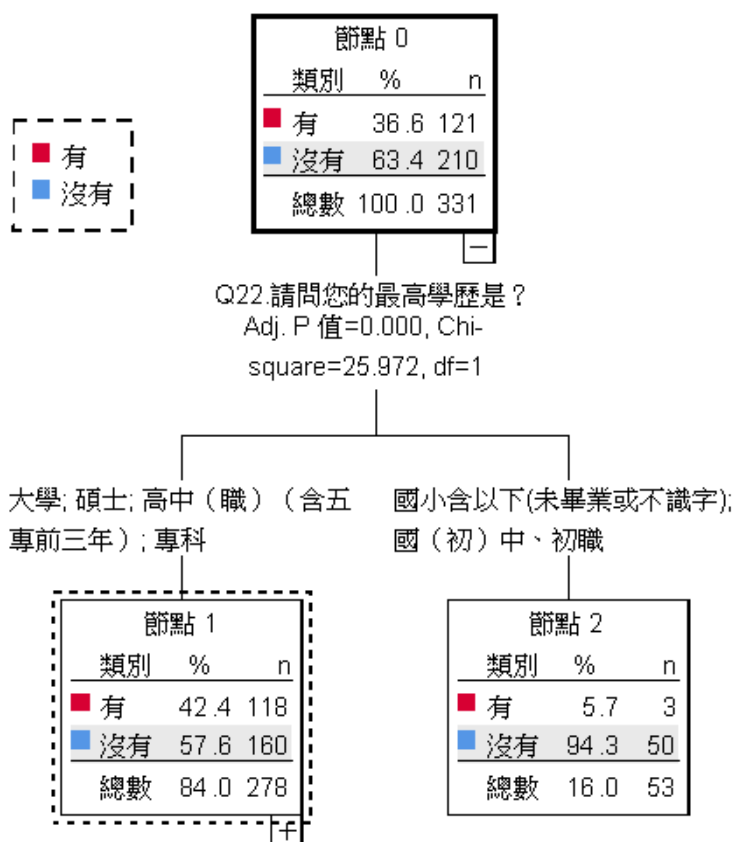 節點 0
類別 % n
有 36.6 121
沒有 63.4 210
總數 100.0 331
有
沒有
Q22.請問您的最高學歷是？
Adj. P 值=0.000, Chi-
square=25.972, df=1
大學; 碩士; 高中（職）（含五
專前三年）; 專科
國小含以下(未畢業或不識字);
國（初）中、初職
節點 1
類別 % n
有 42.4 118
沒有 57.6 160
總數 84.0 278
節點 2
類別 % n
有 5.7 3
沒有 94.3 50
總數 16.0 53